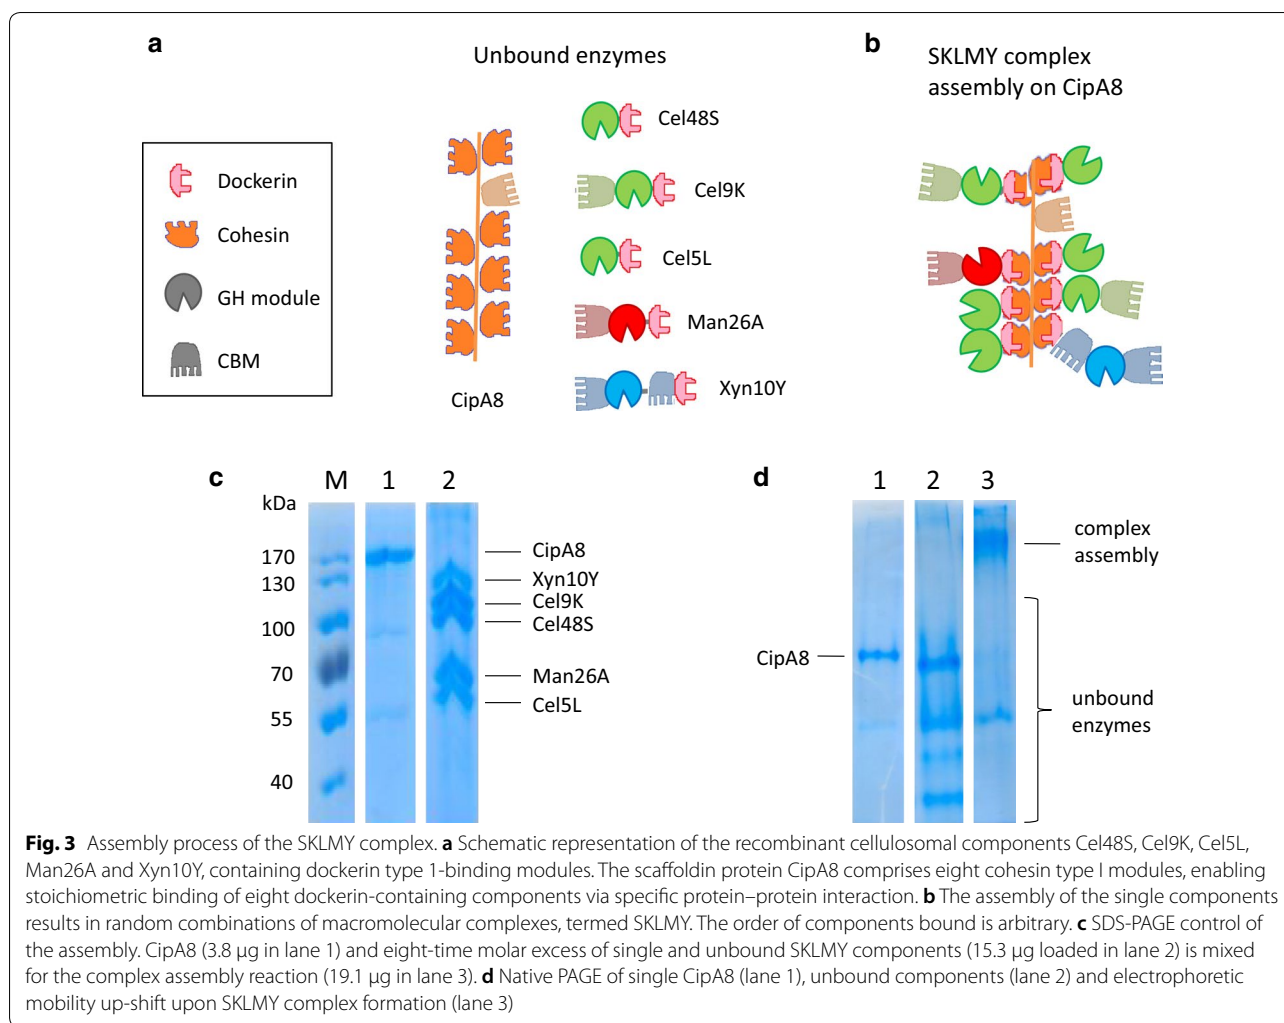 a
Unbound enzymes
b
SKLMY complex
assembly on CipA8
Dockerin
Cohesin
GH module
CBM
CipA8
Cel48S
Cel9K
Cel5L
Man26A
Xyn10Y
c
M 1 2
kDa
170
130
100
70
55
40
CipA8
Xyn10Y
Cel9K
Cel48S
Man26A
Cel5L
d
1 2 3
CipA8
complex
assembly
unbound
enzymes
Fig. 3 Assembly process of the SKLMY complex. a Schematic representation of the recombinant cellulosomal components Cel48S, Cel9K, Cel5L,
Man26A and Xyn10Y, containing dockerin type 1-binding modules. The scaffoldin protein CipA8 comprises eight cohesin type I modules, enabling
stoichiometric binding of eight dockerin-containing components via specific protein–protein interaction. b The assembly of the single components
results in random combinations of macromolecular complexes, termed SKLMY. The order of components bound is arbitrary. c SDS-PAGE control of
the assembly. CipA8 (3.8 μg in lane 1) and eight-time molar excess of single and unbound SKLMY components (15.3 μg loaded in lane 2) is mixed
for the complex assembly reaction (19.1 μg in lane 3). d Native PAGE of single CipA8 (lane 1), unbound components (lane 2) and electrophoretic
mobility up-shift upon SKLMY complex formation (lane 3)